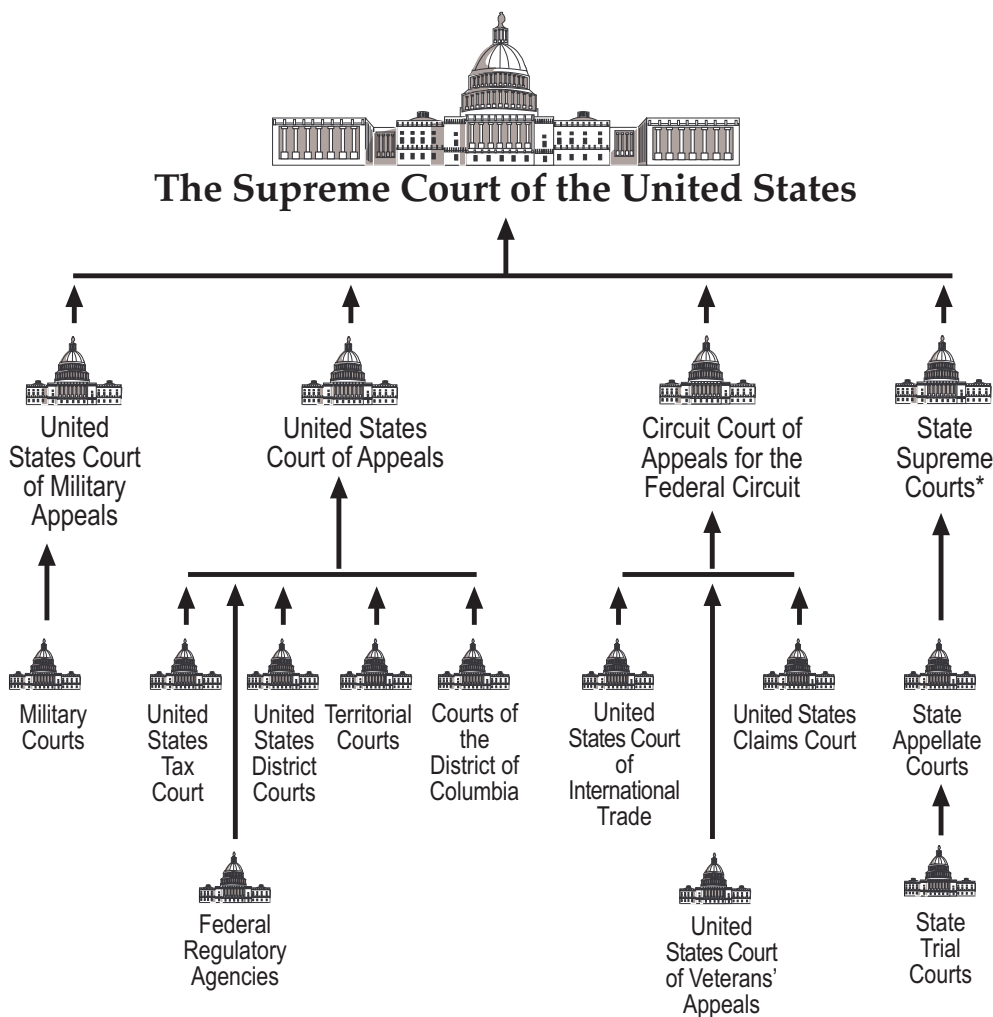 The Supreme Court of the United States
United
States Court
of Military
Appeals
United States
Court of Appeals
Circuit Court of
Appeals for the
Federal Circuit
State
Supreme
Courts*
Military
Courts
United
States
Tax
Court
United
States
District
Courts
Territorial
Courts
Courts of
the
District of
Columbia
United
States Court
of
International
Trade
United States
Claims Court
State
Appellate
Courts
Federal
Regulatory
Agencies
United
States Court
of Veterans’
Appeals
State
Trial
Courts